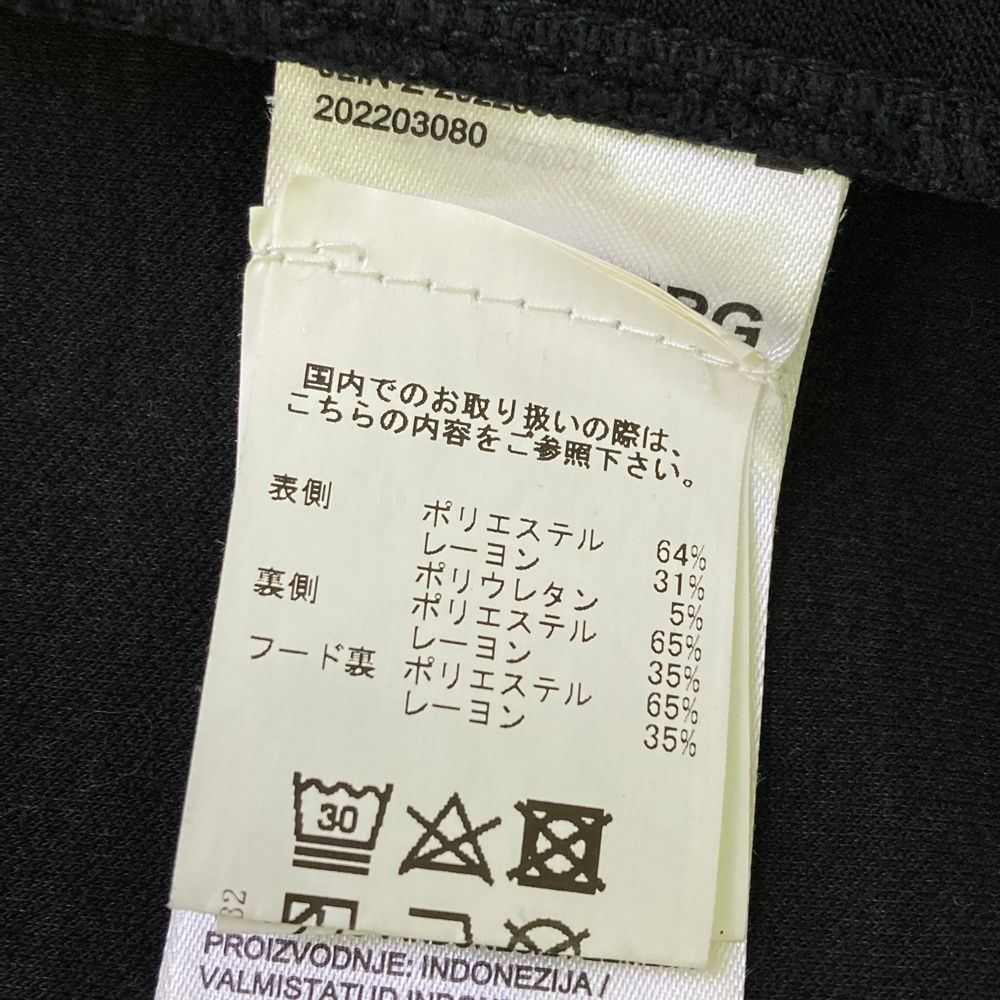 202203080
RG
国内でのお取り扱いの際は、
こちらの内容をご参照下さい。
表側 ポリエステル 64%
レーヨン 31%
ポリウレタン 5%
裏側 ポリエステル 65%
レーヨン 35%
フード裏 ポリエステル 65%
レーヨン 35%
30
32
PROIZVODNJE: INDONEZIJA /
VALMISTATUD